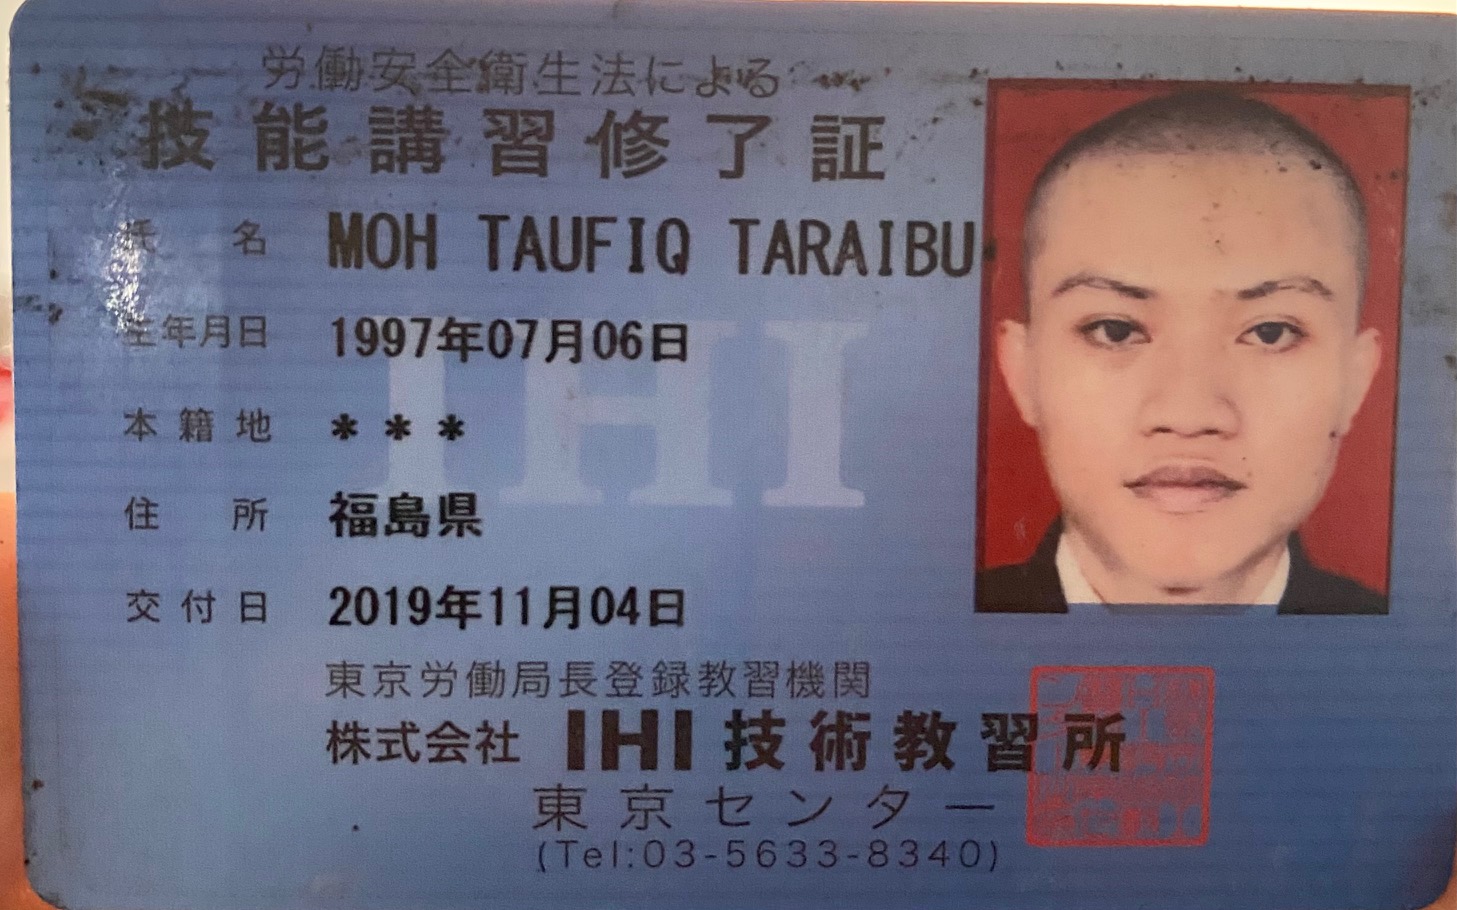 労働安全衛生法による
技能講習修了証
氏名 MOH TAUFIQ TARAIBU
生年月日 1997年07月06日
本籍地 ***
住所 福島県
交付日 2019年11月04日
東京労働局長登録教習機関
株式会社 IHI技術教習所
東京センター
(Tel:03-5633-8340)
IHI